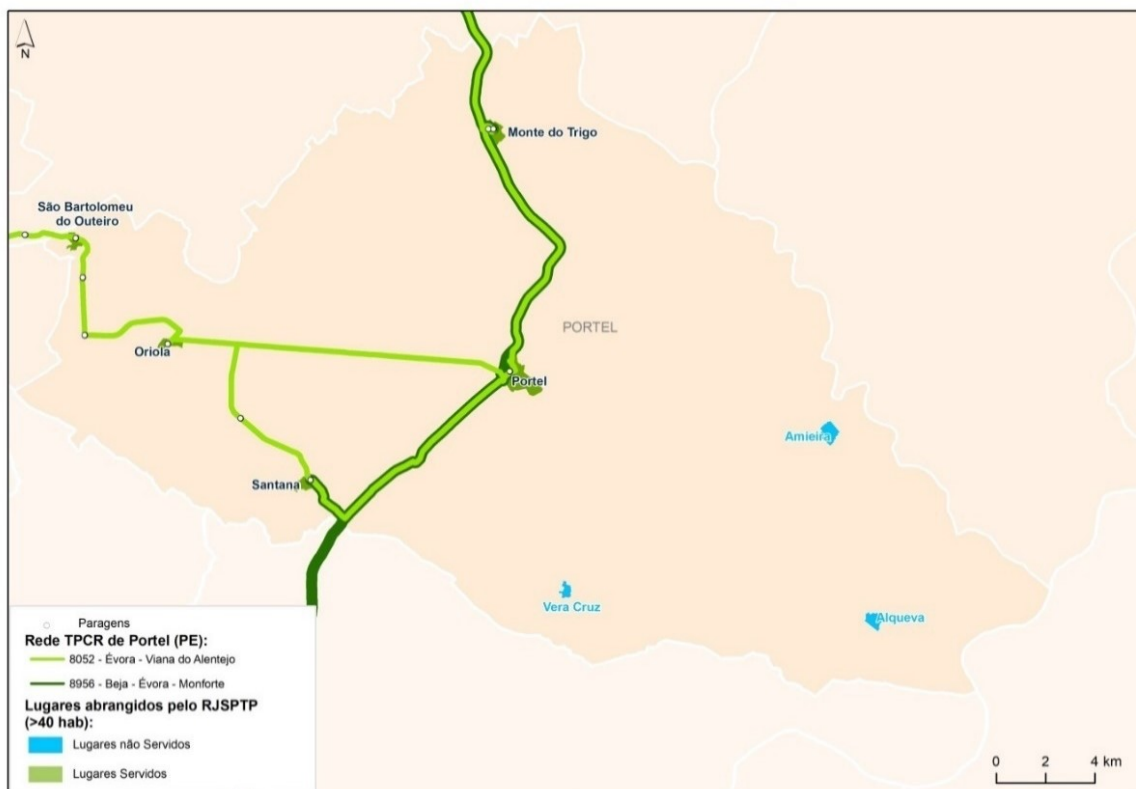 N
Monte do Trigo
São Bartolomeu
do Outeiro
PORTEL
Oriola
Portel
Amieira
Santana
Vera Cruz
Alqueva
Paragens
Rede TPCR de Portel (PE):
8052 - Évora - Viana do Alentejo
8956 - Beja - Évora - Monforte
Lugares abrangidos pelo RJSPTP
(>40 hab):
Lugares não Servidos
Lugares Servidos
0 2 4 km